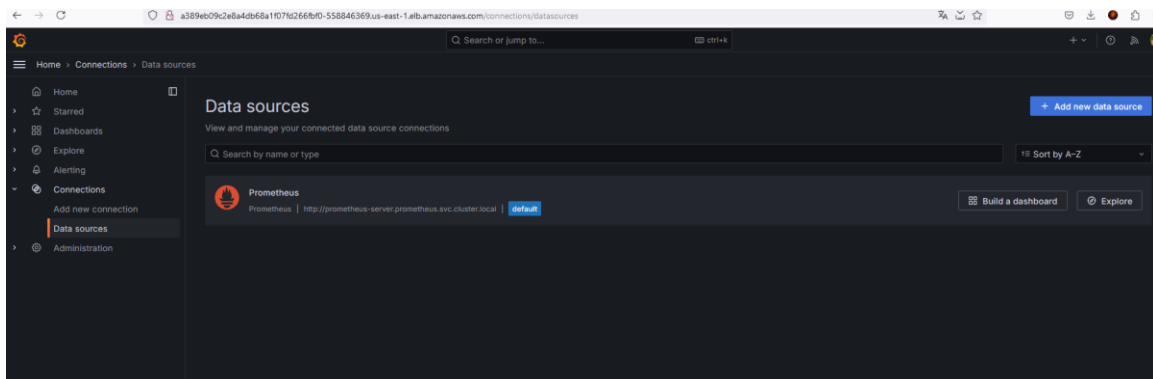 a389eb09c2e8a4db68a1f07fd266fbf0-558846369.us-east-1.elb.amazonaws.com/connections/datasources
Search or jump to...
ctrl+k
Home > Connections > Data sources
Home
Starred
Dashboards
Explore
Alerting
Connections
Add new connection
Data sources
Administration
Data sources
+ Add new data source
View and manage your connected data source connections
Search by name or type
Sort by A–Z
Prometheus
Prometheus | http://prometheus-server.prometheus.svc.cluster.local | default
Build a dashboard
Explore